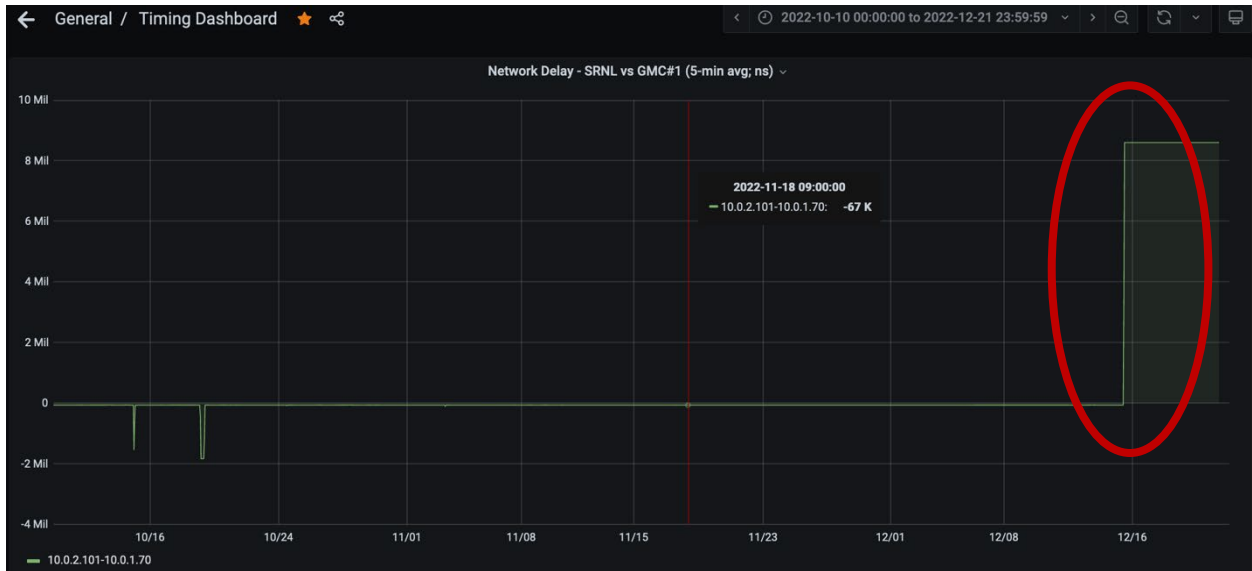 General / Timing Dashboard
2022-10-10 00:00:00 to 2022-12-21 23:59:59
Network Delay - SRNL vs GMC#1 (5-min avg; ns)
10 Mil
8 Mil
6 Mil
4 Mil
2 Mil
0
-2 Mil
-4 Mil
2022-11-18 09:00:00
10.0.2.101-10.0.1.70: -67 K
10/16 10/24 11/01 11/08 11/15 11/23 12/01 12/08 12/16
10.0.2.101-10.0.1.70